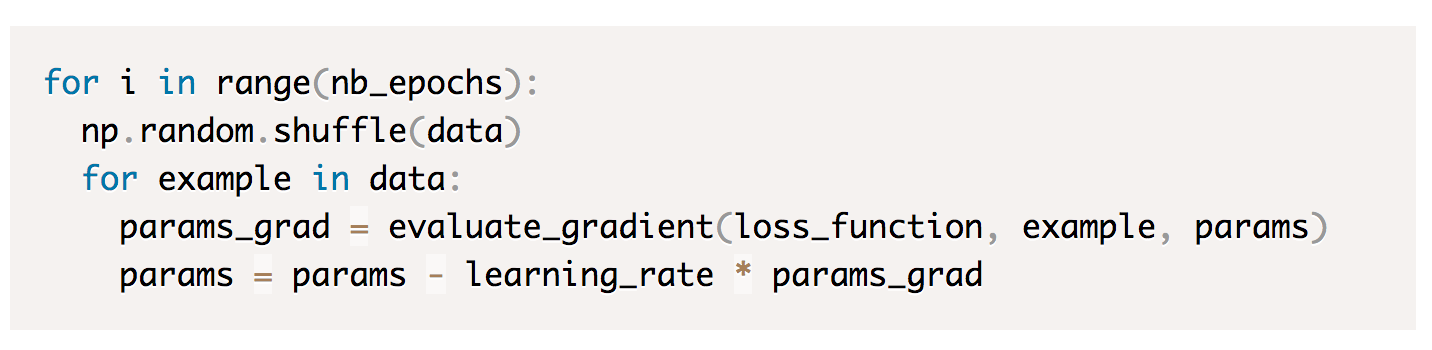 for i in range(nb_epochs):
  np.random.shuffle(data)
  for example in data:
    params_grad = evaluate_gradient(loss_function, example, params)
    params = params - learning_rate * params_grad